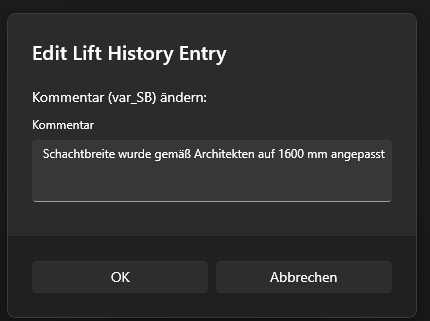 Edit Lift History Entry
Kommentar (var_SB) ändern:
Kommentar
Schachtbreite wurde gemäß Architekten auf 1600 mm angepasst
OK
Abbrechen